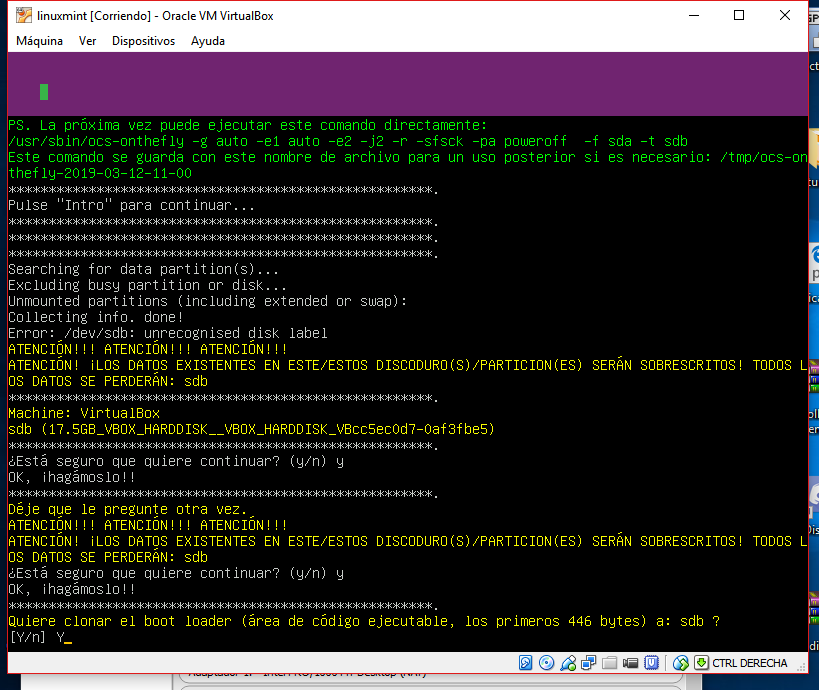 linuxmint [Corriendo] - Oracle VM VirtualBox
Máquina Ver Dispositivos Ayuda
PS. La próxima vez puede ejecutar este comando directamente:
/usr/sbin/ocs-onthefly -g auto -e1 auto -e2 -j2 -r -sfsck -pa poweroff -f sda -t sdb
Este comando se guarda con este nombre de archivo para un uso posterior si es necesario: /tmp/ocs-on
thefly-2019-03-12-11-00
*****************************************************.
Pulse "Intro" para continuar...
*****************************************************.
*****************************************************.
*****************************************************.
Searching for data partition(s)...
Excluding busy partition or disk...
Unmounted partitions (including extended or swap):
Collecting info. done!
Error: /dev/sdb: unrecognised disk label
ATENCIÓN!!! ATENCIÓN!!! ATENCIÓN!!!
ATENCIÓN! ¡LOS DATOS EXISTENTES EN ESTE/ESTOS DISCODURO(S)/PARTICION(ES) SERÁN SOBRESCRITOS! TODOS L
OS DATOS SE PERDERÁN: sdb
*****************************************************.
Machine: VirtualBox
sdb (17.5GB_VBOX_HARDDISK__VBOX_HARDDISK_VBcc5ec0d7-0af3fbe5)
*****************************************************.
¿Está seguro que quiere continuar? (y/n) y
OK, ¡hagámoslo!!
*****************************************************.
Déje que le pregunte otra vez.
ATENCIÓN!!! ATENCIÓN!!! ATENCIÓN!!!
ATENCIÓN! ¡LOS DATOS EXISTENTES EN ESTE/ESTOS DISCODURO(S)/PARTICION(ES) SERÁN SOBRESCRITOS! TODOS L
OS DATOS SE PERDERÁN: sdb
¿Está seguro que quiere continuar? (y/n) y
OK, ¡hagámoslo!!
*****************************************************.
Quiere clonar el boot loader (área de código ejecutable, los primeros 446 bytes) a: sdb ?
[Y/n] Y_
CTRL DERECHA